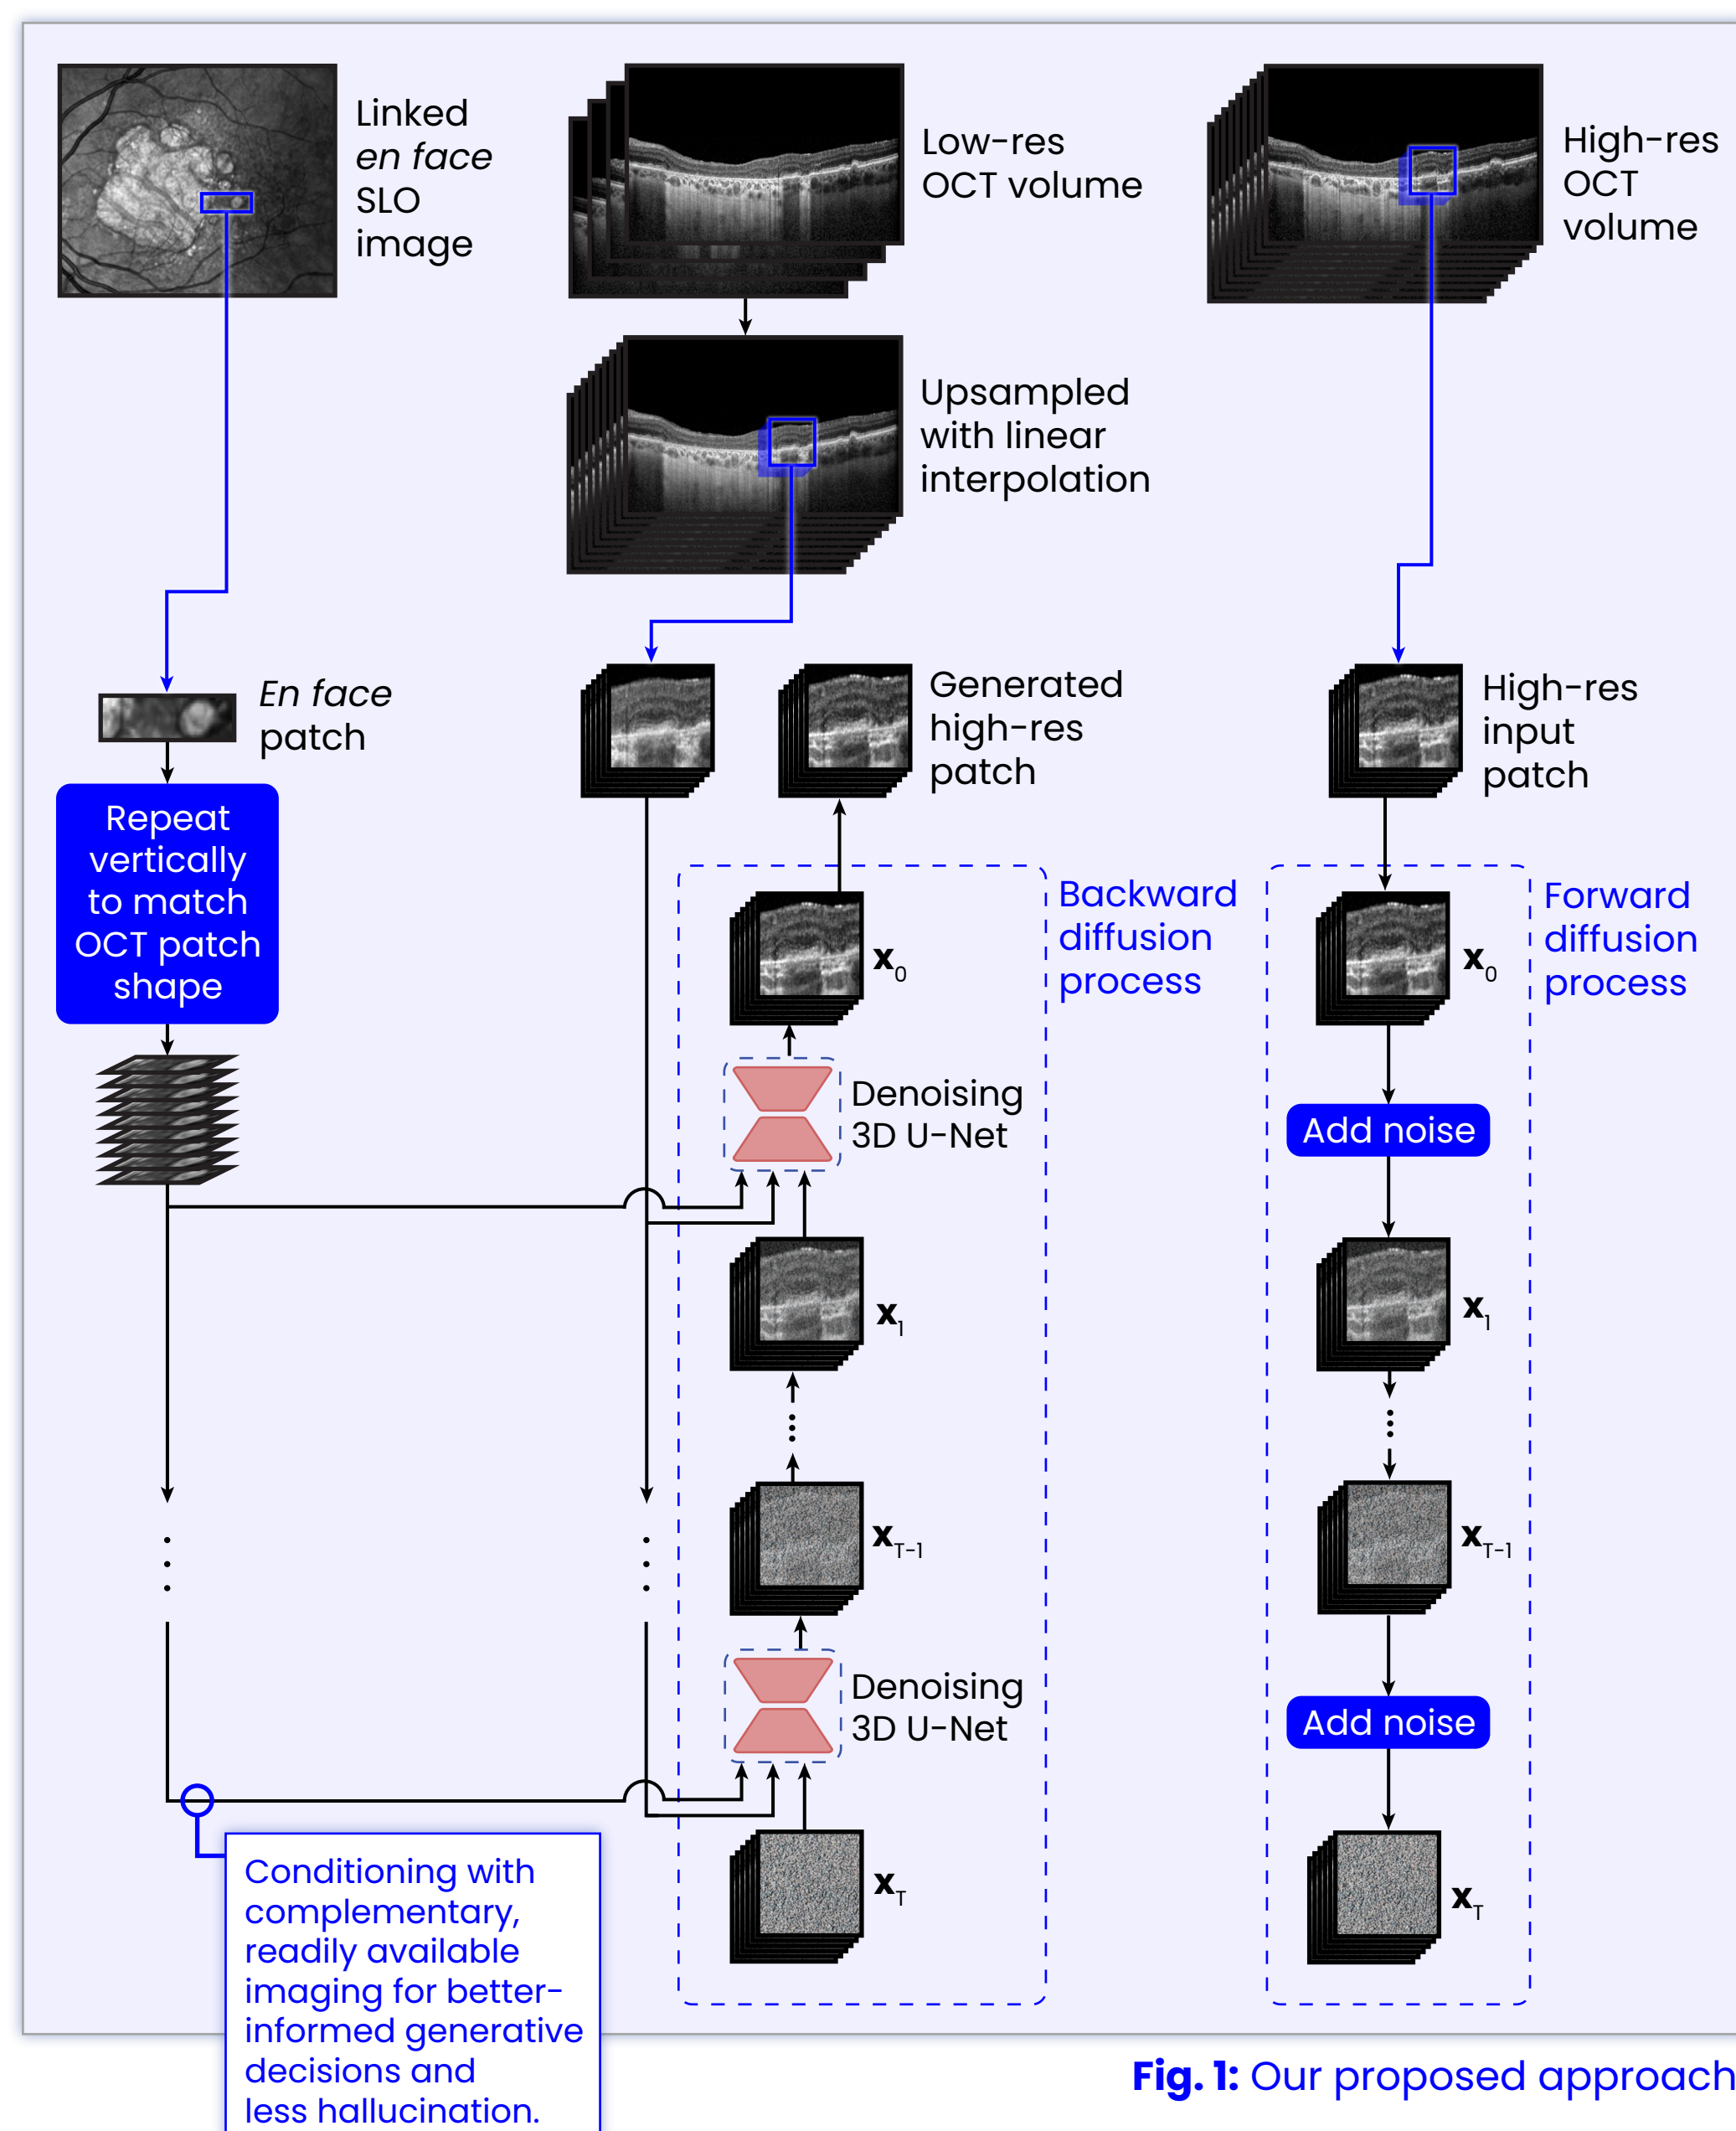 Linked
en face
SLO
image
Low-res
OCT volume
High-res
OCT
volume
Upsampled
with linear
interpolation
En face
patch
Generated
high-res
patch
High-res
input
patch
Repeat
vertically
to match
OCT patch
shape
Backward
diffusion
process
Forward
diffusion
process
x0
x0
Denoising
3D U-Net
Add noise
x1
x1
xT-1
xT-1
Denoising
3D U-Net
Add noise
xT
xT
Conditioning with
complementary,
readily available
imaging for better-
informed generative
decisions and
less hallucination.
Fig. 1: Our proposed approach